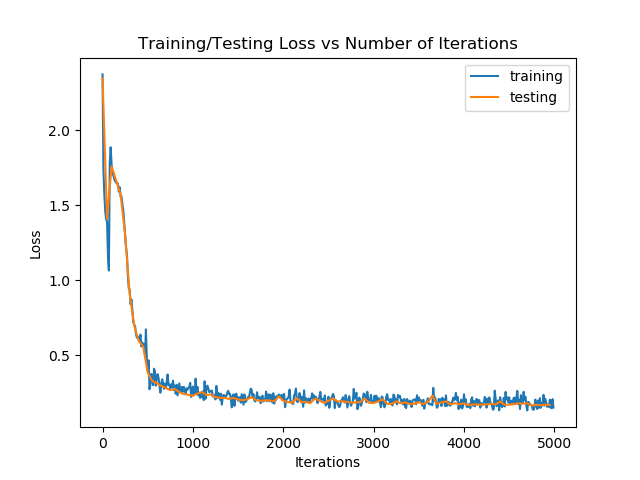 Training/Testing Loss vs Number of Iterations
training
testing
2.0
1.5
1.0
0.5
Loss
0
1000
2000
3000
4000
5000
Iterations